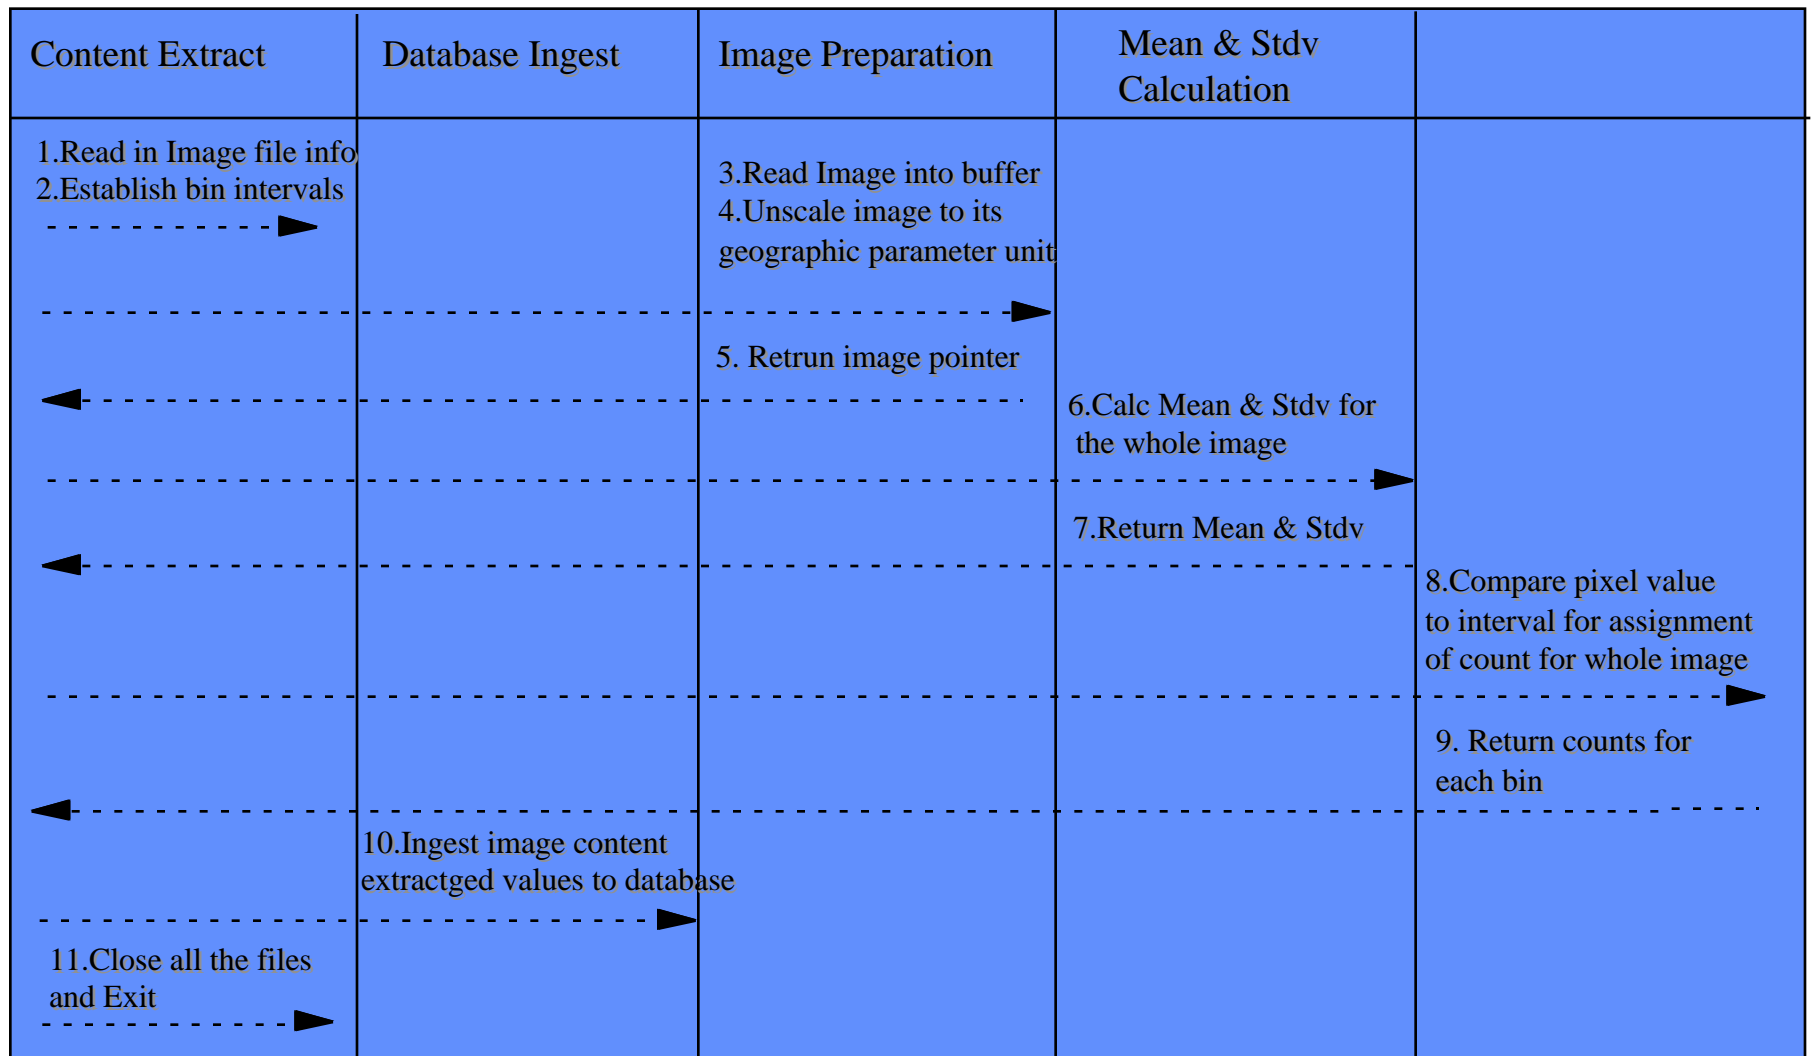 Content Extract
Database Ingest
Image Preparation
Mean & Stdv
Calculation
1.Read in Image file info
2.Establish bin intervals
3.Read Image into buffer
4.Unscale image to its
geographic parameter unit
5. Retrun image pointer
6.Calc Mean & Stdv for
the whole image
7.Return Mean & Stdv
8.Compare pixel value
to interval for assignment
of count for whole image
9. Return counts for
each bin
10.Ingest image content
extractged values to database
11.Close all the files
and Exit